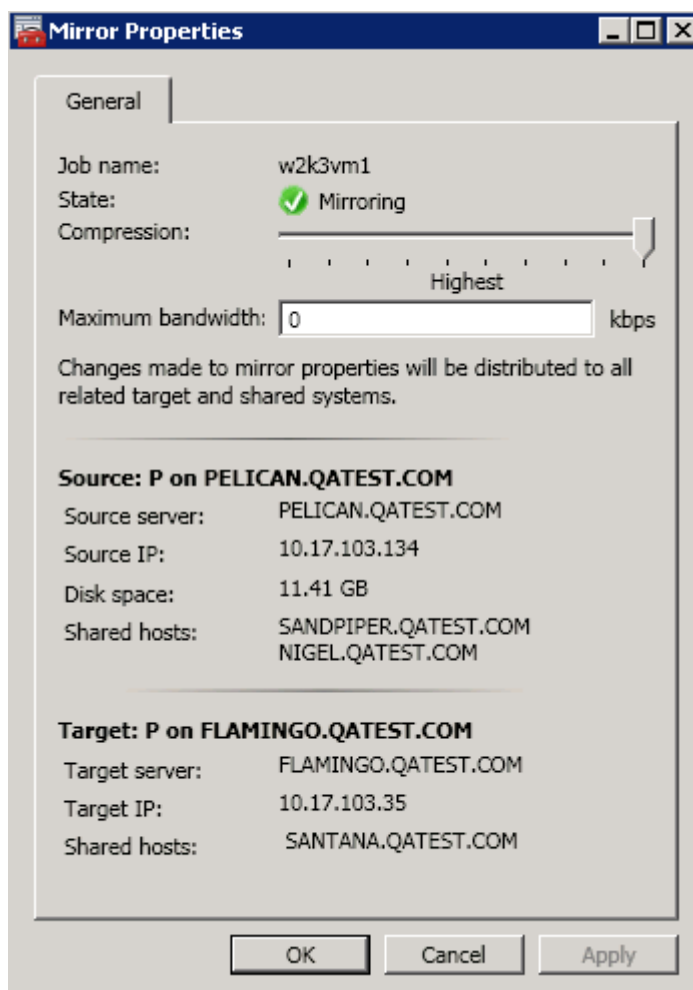 Mirror Properties
General
Job name: w2k3vm1
State: Mirroring
Compression:
Highest
Maximum bandwidth: 0 kbps
Changes made to mirror properties will be distributed to all
related target and shared systems.
Source: P on PELICAN.QATEST.COM
Source server: PELICAN.QATEST.COM
Source IP: 10.17.103.134
Disk space: 11.41 GB
Shared hosts: SANDPIPER.QATEST.COM
NIGEL.QATEST.COM
Target: P on FLAMINGO.QATEST.COM
Target server: FLAMINGO.QATEST.COM
Target IP: 10.17.103.35
Shared hosts: SANTANA.QATEST.COM
OK Cancel Apply